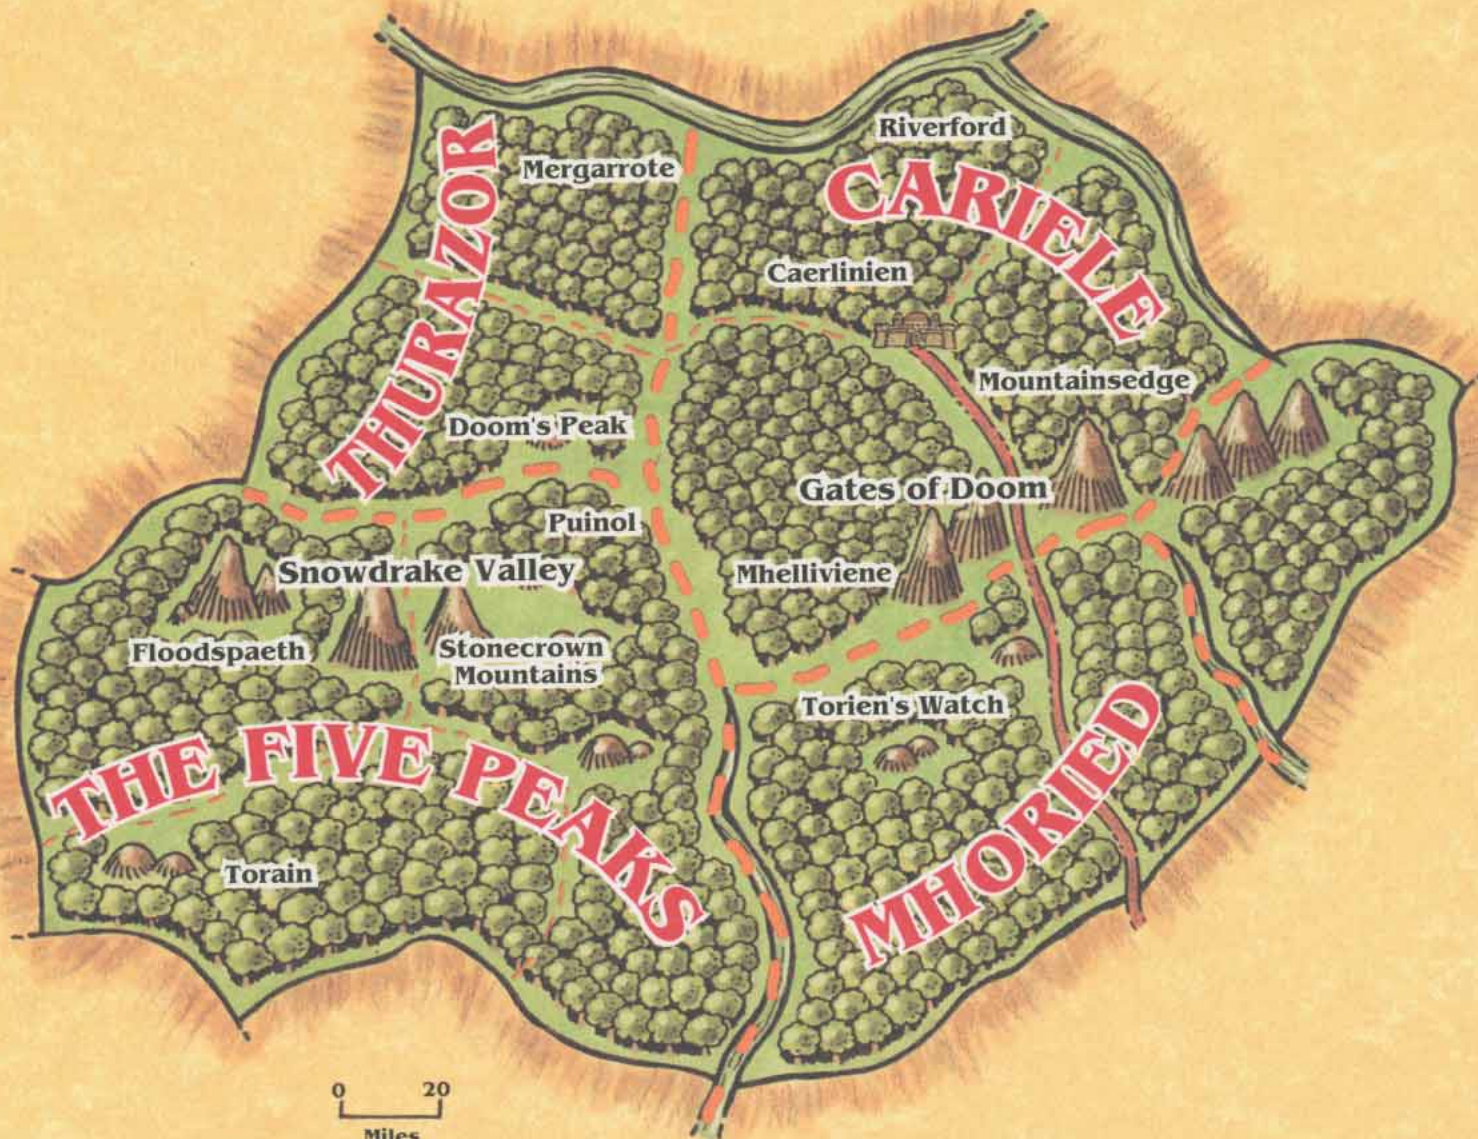 Riverford
THURAZOR
Mergarrote
CARIELE
Caerlinien
Mountainsedge
Doom's Peak
Gates of Doom
Puinol
Snowdrake Valley
Mhelliviene
Floodspaeth
Stonecrown
Mountains
Torien's Watch
THE FIVE PEAKS
MHORIED
Torain
0 20
Miles